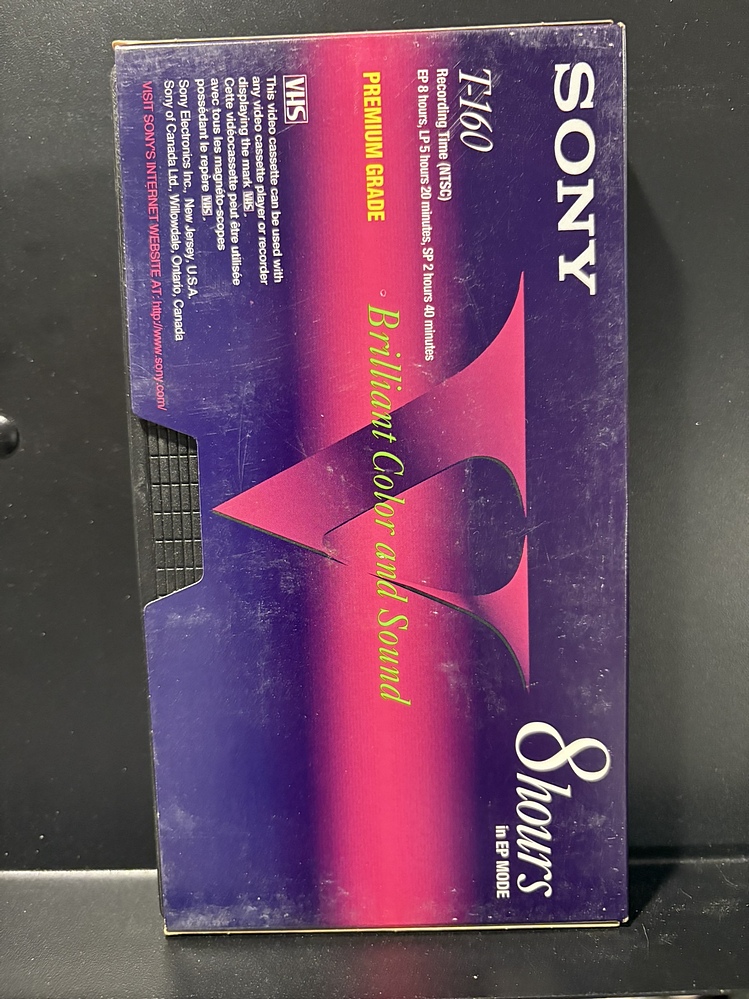 SONY
8 hours
in EP MODE
T-160
Recording Time (NTSC)
EP 8 hours, LP 5 hours 20 minutes, SP 2 hours 40 minutes
PREMIUM GRADE
Brilliant Color and Sound
VHS
This video cassette can be used with
any video cassette player or recorder
displaying the mark VHS.
Cette vidéocassette peut être utilisée
avec tous les magnéto-scopes
possédant le repère VHS.
Sony Electronics Inc., New Jersey, U.S.A.
Sony of Canada Ltd., Willowdale, Ontario, Canada
VISIT SONY'S INTERNET WEBSITE AT: http://www.sony.com/